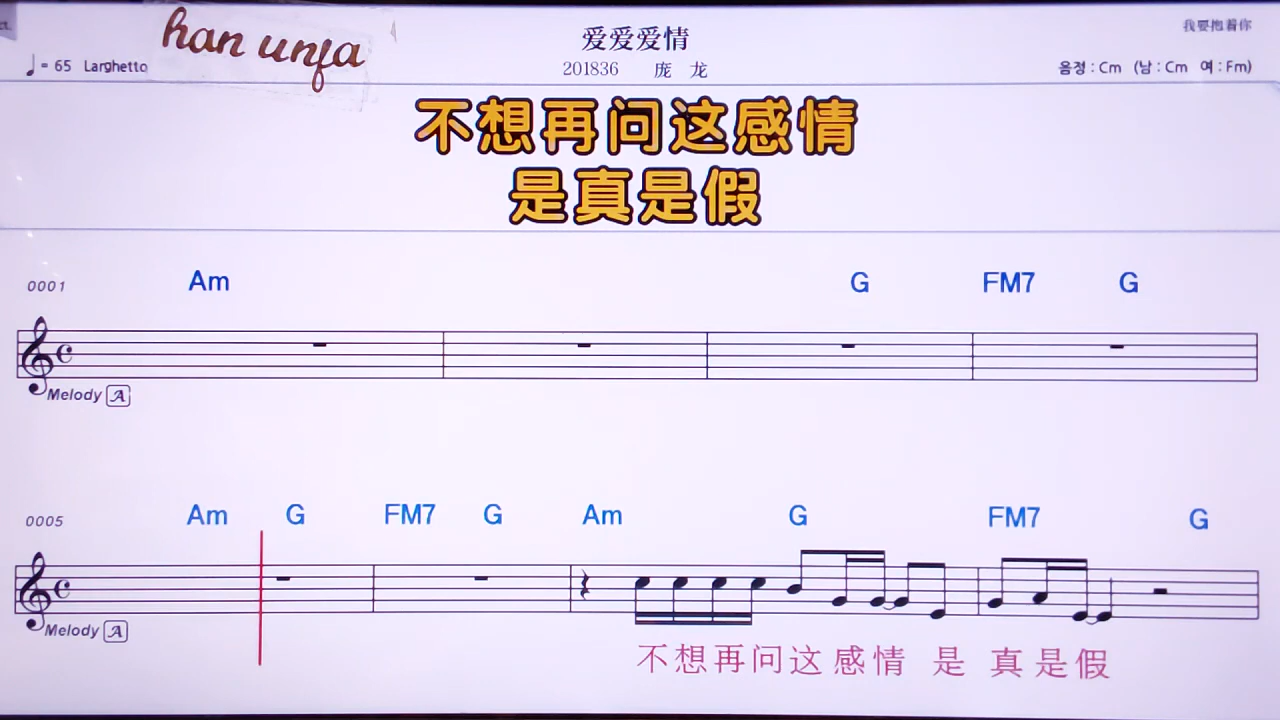 han unfa
爱爱爱情
我要抱着你
♩= 65 Larghetto
201836 庞 龙
음정 : Cm (남 : Cm 여 : Fm)
不想再问这感情
是真是假
0001 Am G FM7 G
Melody A
0005 Am G FM7 G Am G FM7 G
Melody A
不想再问这感情 是 真是假